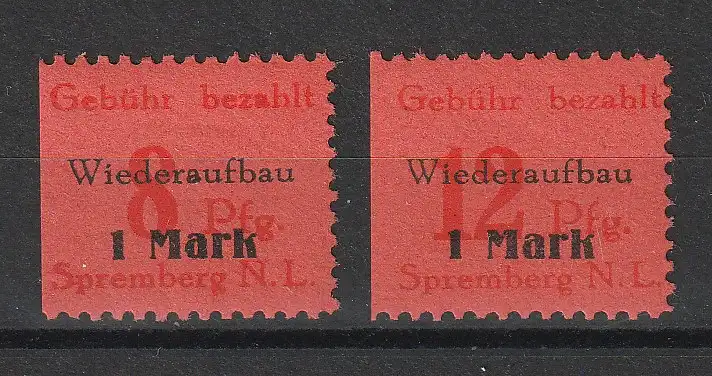 Gebühr bezahlt
Wiederaufbau
8 Pfg.
1 Mark
Spremberg N.L.
Gebühr bezahlt
Wiederaufbau
12 Pfg.
1 Mark
Spremberg N.L.